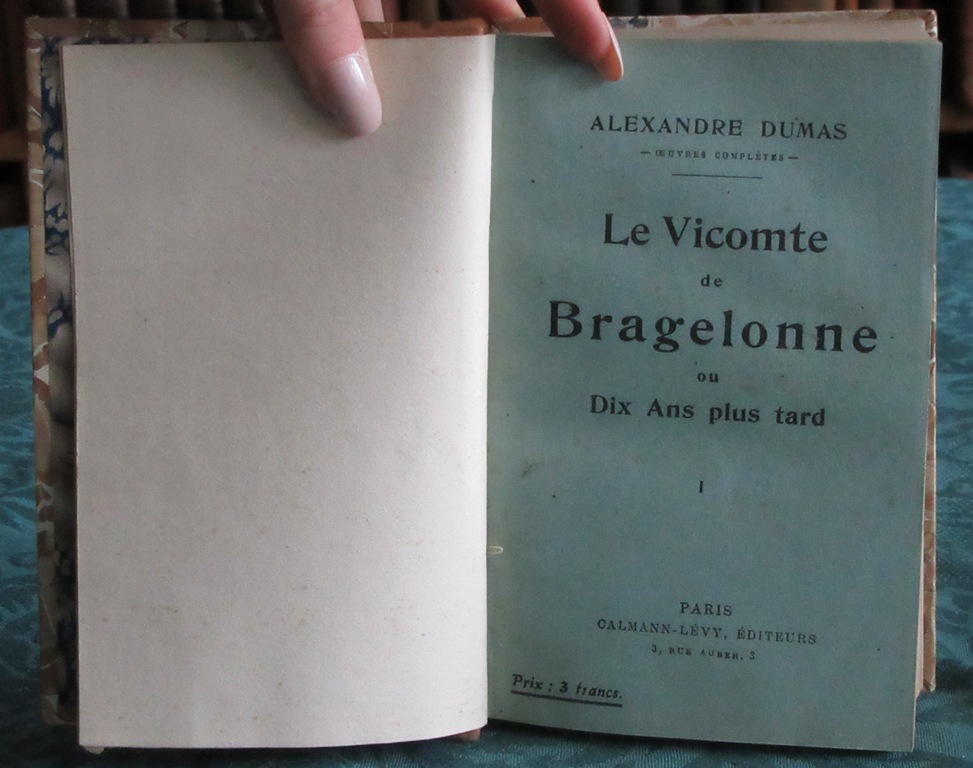 ALEXANDRE DUMAS
— ŒUVRES COMPLÈTES —
Le Vicomte
de
Bragelonne
ou
Dix Ans plus tard
I
PARIS
CALMANN-LÉVY, ÉDITEURS
3, RUE AUBER, 3
Prix : 3 francs.